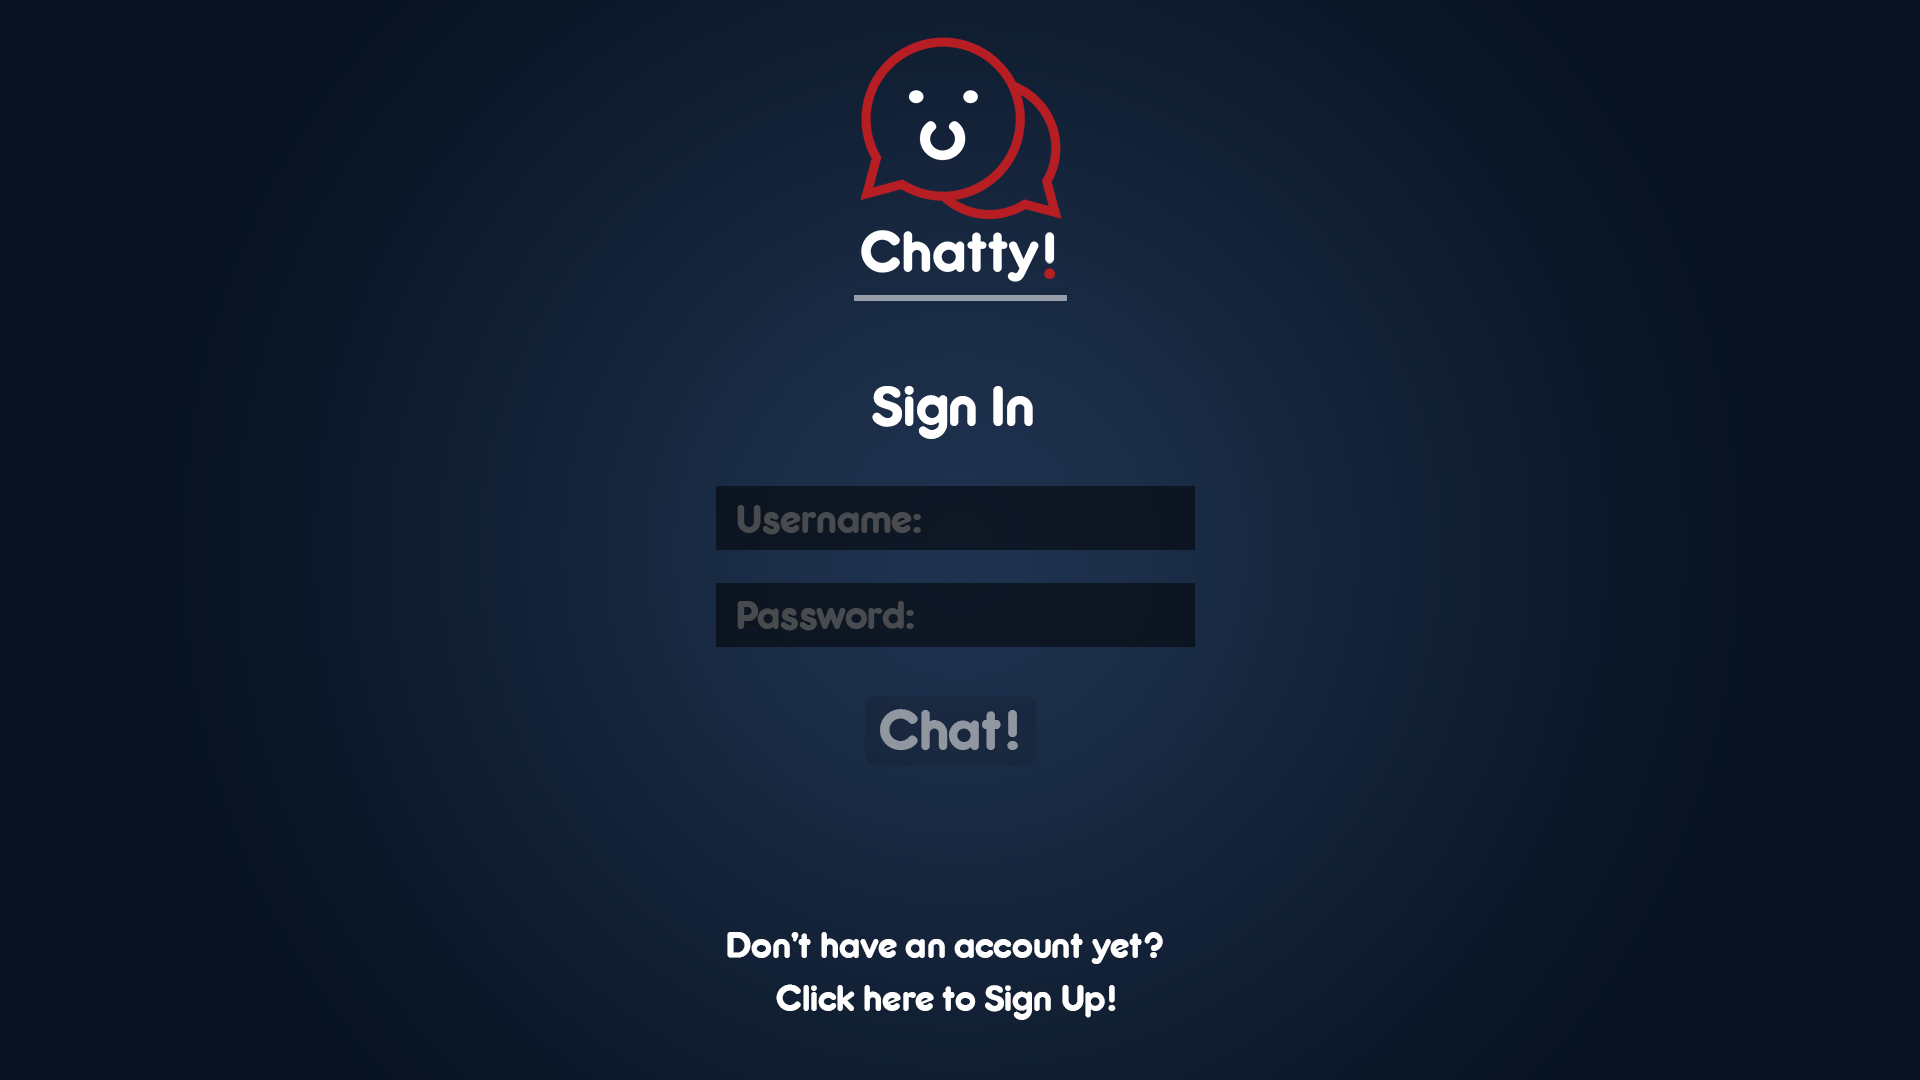 Chatty!
Sign In
Username:
Password:
Chat!
Don't have an account yet?
Click here to Sign Up!